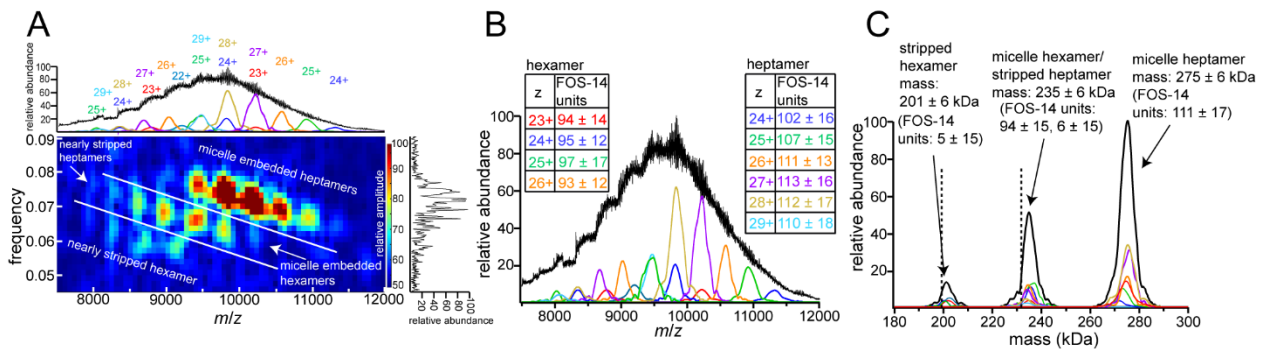 A
29+
28+
27+
26+
25+
24+
28+
29+
27+
26+
22+
25+
24+
23+
25+
24+
23+
relative abundance
100
80
60
40
20
0
nearly stripped
heptamers
micelle embedded heptamers
nearly stripped hexamer
micelle embedded
hexamers
frequency
0.09
0.08
0.07
0.06
0.05
8000
9000
10000
11000
12000
m/z
relative amplitude
100
90
80
70
60
50
0
20
40
60
80
100
relative abundance
B
hexamer
z FOS-14 units
23+ 94 ± 14
24+ 95 ± 12
25+ 97 ± 17
26+ 93 ± 12
heptamer
z FOS-14 units
24+ 102 ± 16
25+ 107 ± 15
26+ 111 ± 13
27+ 113 ± 16
28+ 112 ± 17
29+ 110 ± 18
relative abundance
100
80
60
40
20
8000
9000
10000
11000
12000
m/z
C
stripped
hexamer
mass:
201 ± 6 kDa
(FOS-14
units: 5 ± 15)
micelle hexamer/
stripped heptamer
mass: 235 ± 6 kDa
(FOS-14 units:
94 ± 15, 6 ± 15)
micelle heptamer
mass: 275 ± 6 kDa
(FOS-14
units: 111 ± 17)
relative abundance
100
80
60
40
20
180
200
220
240
260
280
300
mass (kDa)